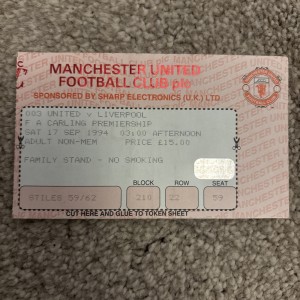 MANCHESTER UNITED
FOOTBALL CLUB plc
SPONSORED BY SHARP ELECTRONICS (U.K.) LTD
UNITED v LIVERPOOL
F A CARLING PREMIERSHIP
SAT 17 SEP 1994 03:00 AFTERNOON
ADULT NON-MEM PRICE £15.00
FAMILY STAND - NO SMOKING
BLOCK ROW SEAT
STILES 59/62 210 22 59
CUT HERE AND GLUE TO TOKEN SHEET